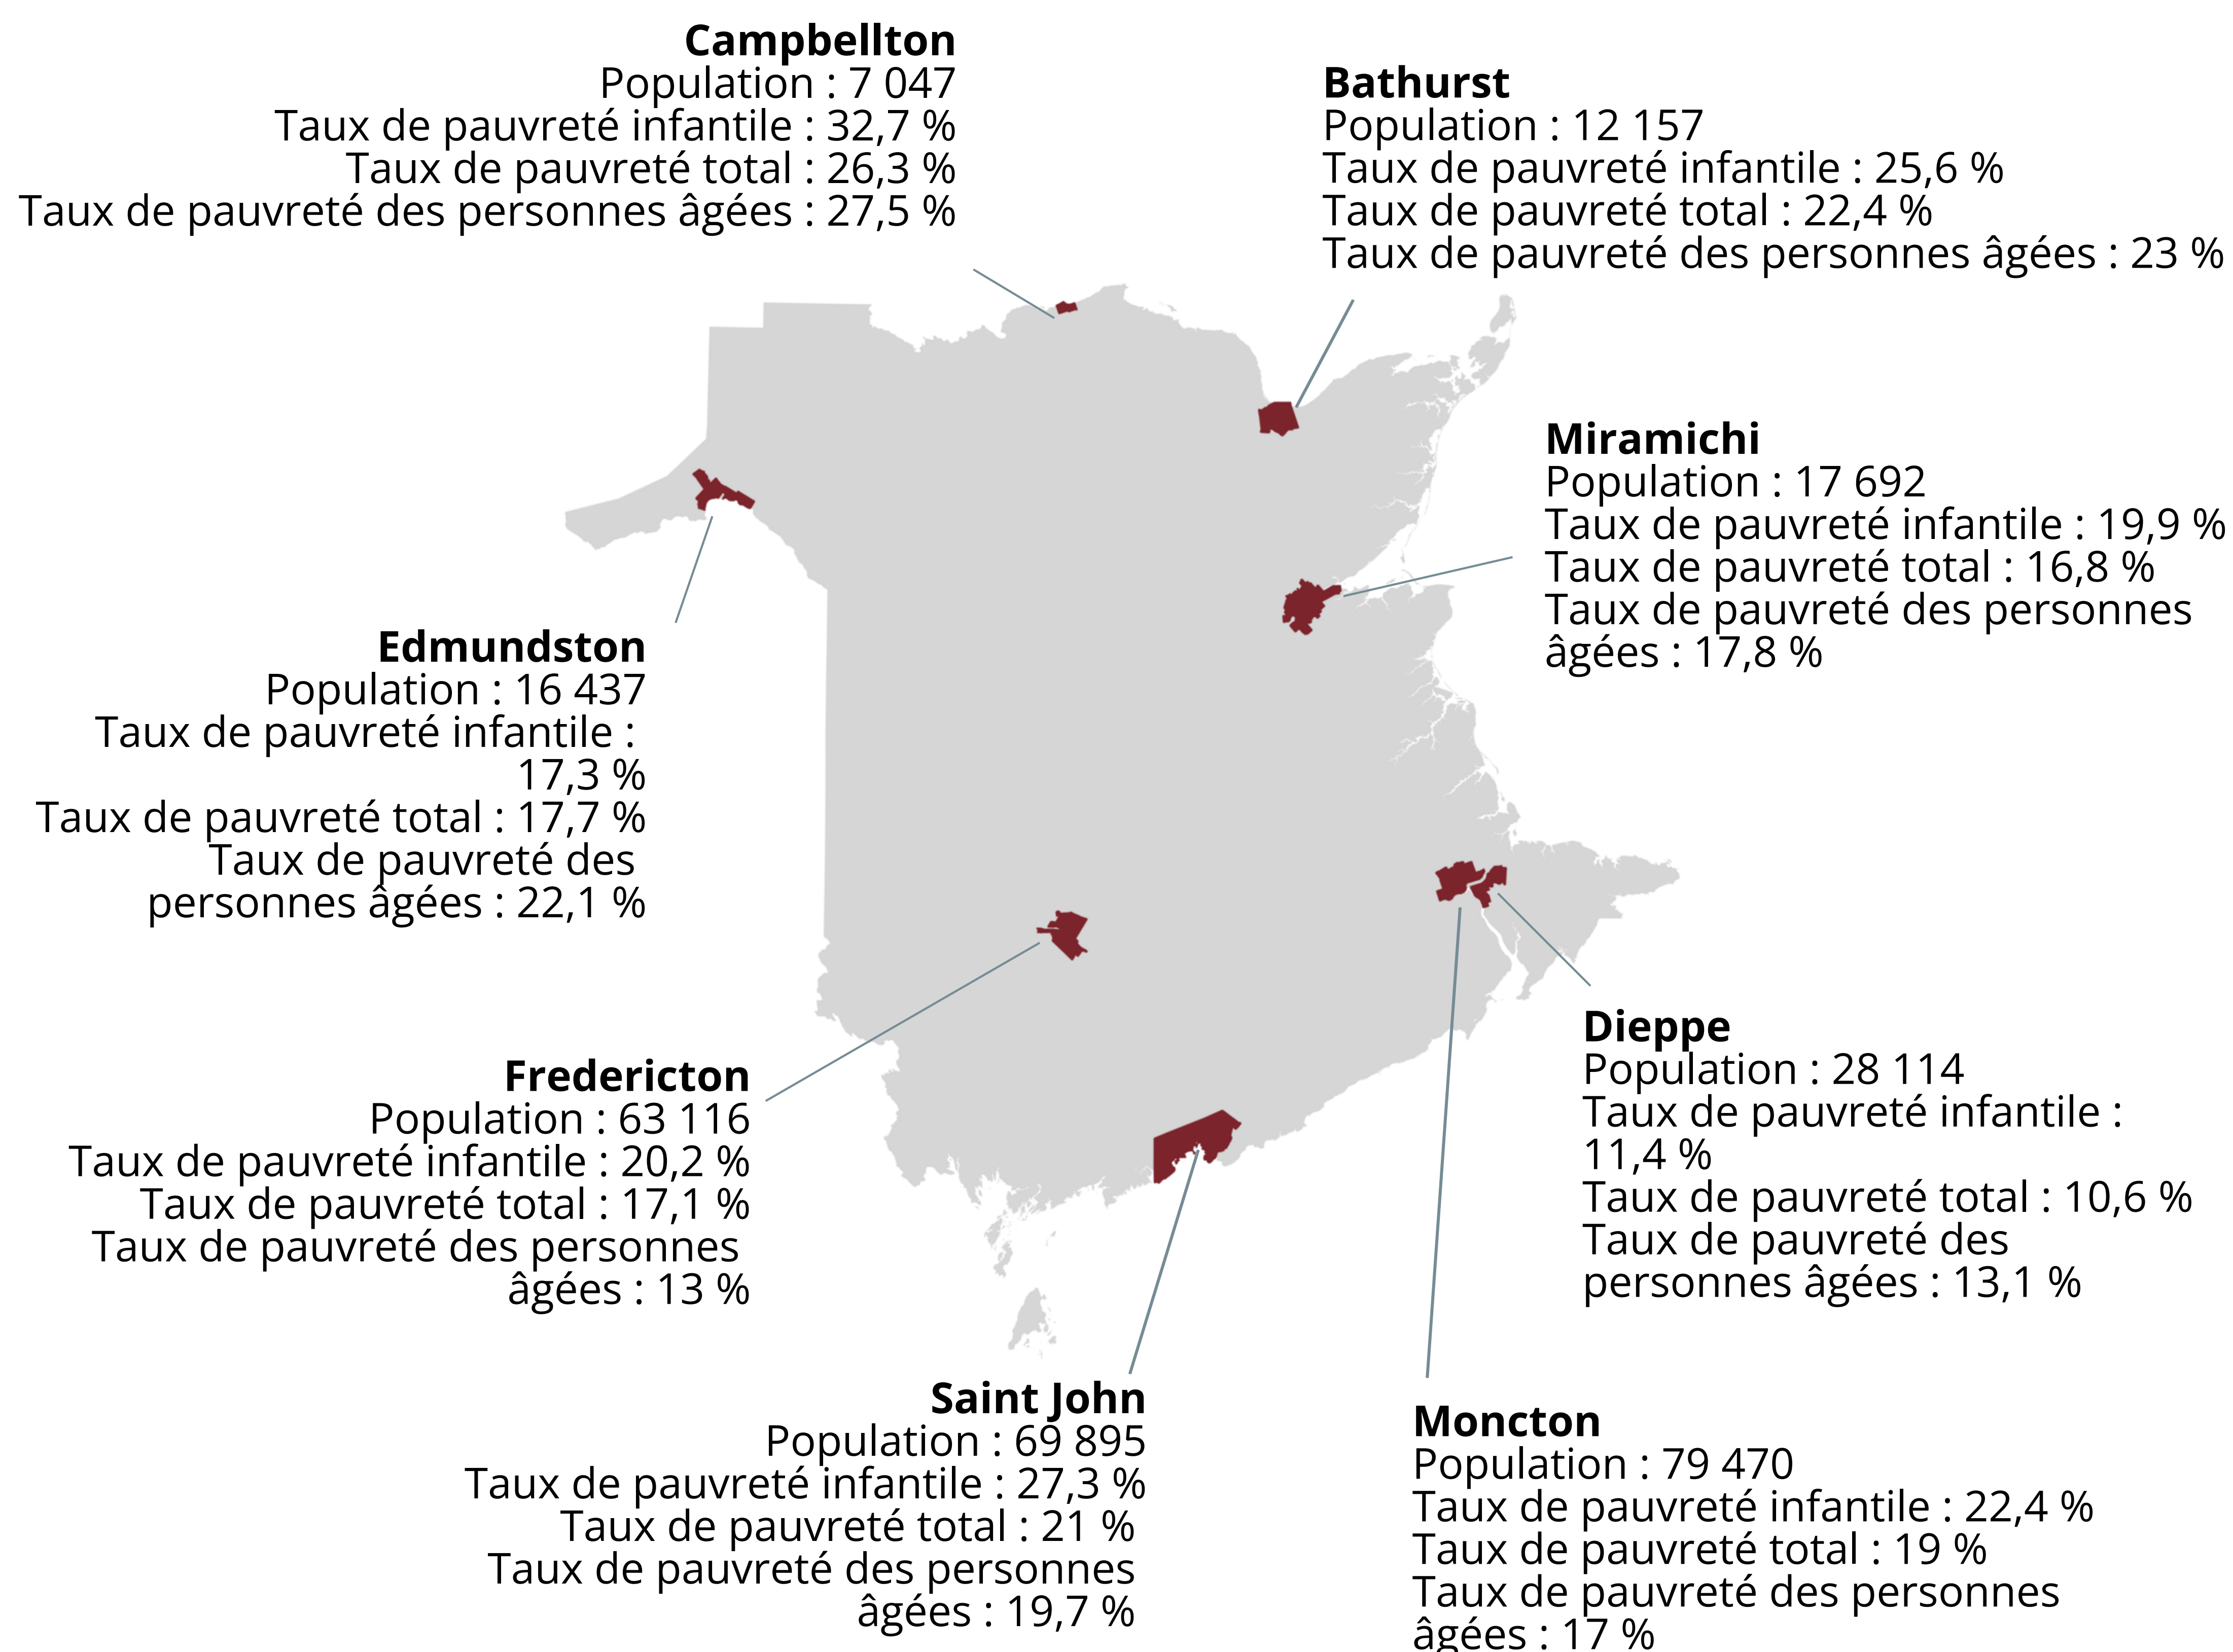 Campbellton
Population : 7 047
Taux de pauvreté infantile : 32,7 %
Taux de pauvreté total : 26,3 %
Taux de pauvreté des personnes âgées : 27,5 %
Bathurst
Population : 12 157
Taux de pauvreté infantile : 25,6 %
Taux de pauvreté total : 22,4 %
Taux de pauvreté des personnes âgées : 23 %
Miramichi
Population : 17 692
Taux de pauvreté infantile : 19,9 %
Taux de pauvreté total : 16,8 %
Taux de pauvreté des personnes
âgées : 17,8 %
Edmundston
Population : 16 437
Taux de pauvreté infantile :
17,3 %
Taux de pauvreté total : 17,7 %
Taux de pauvreté des
personnes âgées : 22,1 %
Fredericton
Population : 63 116
Taux de pauvreté infantile : 20,2 %
Taux de pauvreté total : 17,1 %
Taux de pauvreté des personnes
âgées : 13 %
Dieppe
Population : 28 114
Taux de pauvreté infantile :
11,4 %
Taux de pauvreté total : 10,6 %
Taux de pauvreté des
personnes âgées : 13,1 %
Saint John
Population : 69 895
Taux de pauvreté infantile : 27,3 %
Taux de pauvreté total : 21 %
Taux de pauvreté des personnes
âgées : 19,7 %
Moncton
Population : 79 470
Taux de pauvreté infantile : 22,4 %
Taux de pauvreté total : 19 %
Taux de pauvreté des personnes
âgées : 17 %